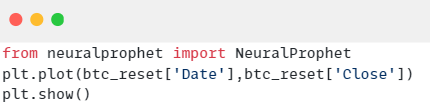 from neuralprophet import NeuralProphet
plt.plot(btc_reset['Date'],btc_reset['Close'])
plt.show()